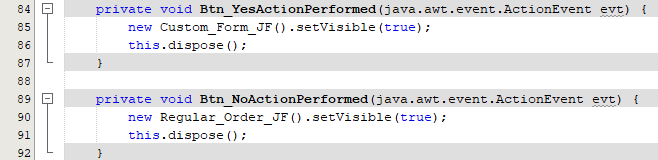 84 private void Btn_YesActionPerformed(java.awt.event.ActionEvent evt) {
85 new Custom_Form_JF().setVisible(true);
86 this.dispose();
87 }
88
89 private void Btn_NoActionPerformed(java.awt.event.ActionEvent evt) {
90 new Regular_Order_JF().setVisible(true);
91 this.dispose();
92 }